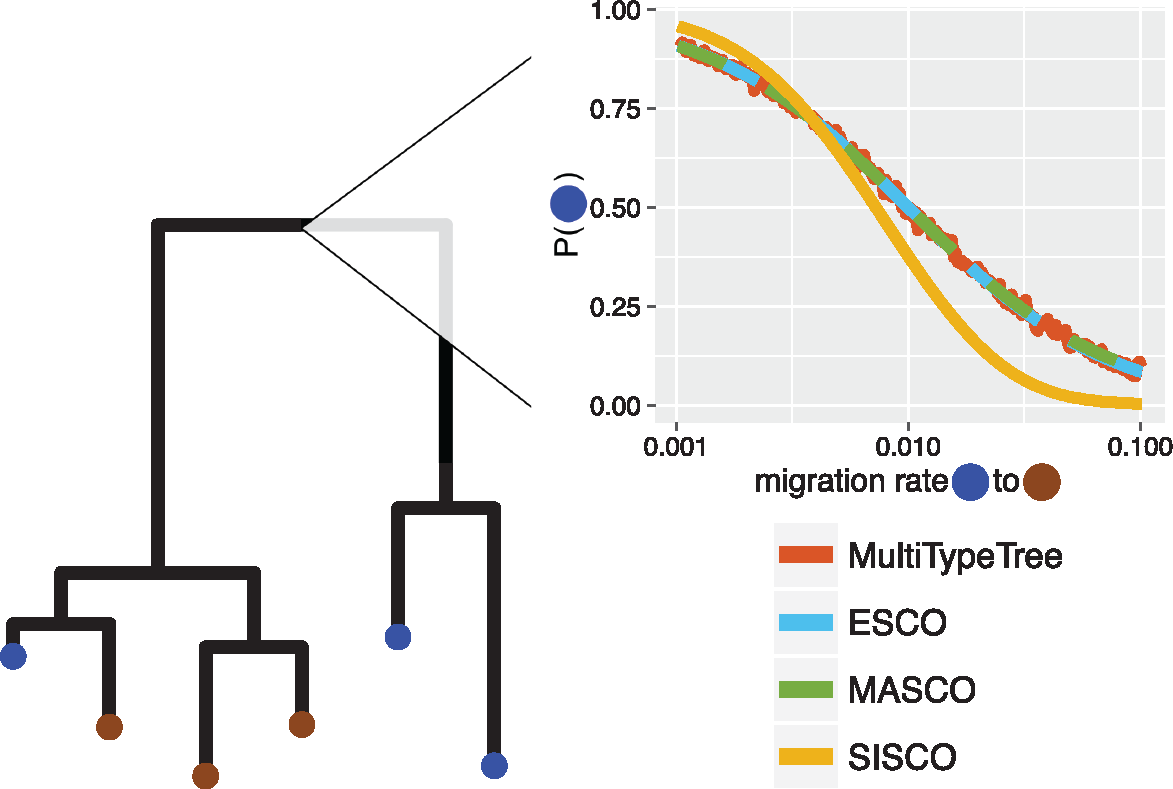 1.00
0.75
0.50
0.25
0.00
P( )
0.001 0.010 0.100
migration rate to
MultiTypeTree
ESCO
MASCO
SISCO